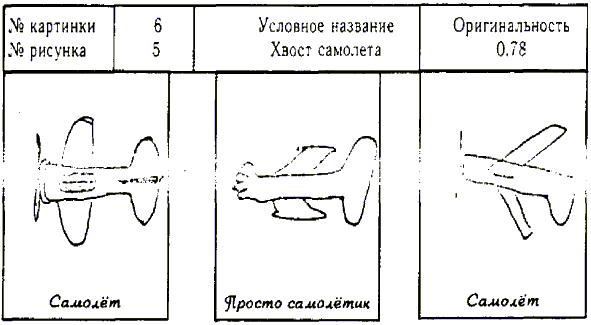 № картинки 6 Условное название Оригинальность
№ рисунка 5 Хвост самолета 0.78
Самолёт Просто самолётик Самолёт